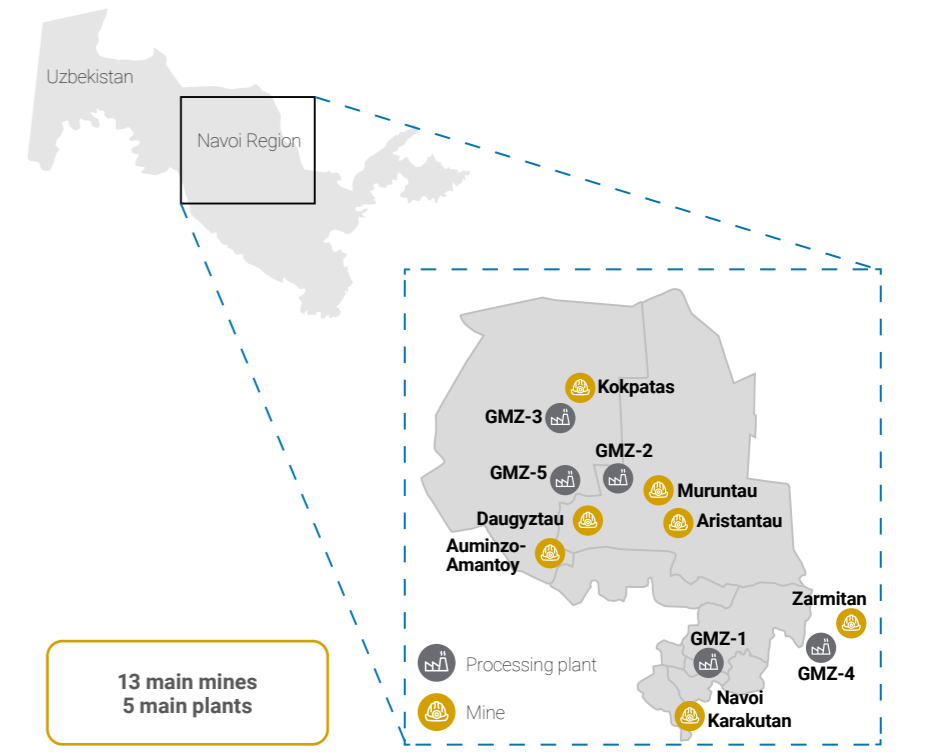 Uzbekistan
Navoi Region
Kokpatas
GMZ-3
GMZ-2
GMZ-5
Muruntau
Daugyztau
Aristantau
Auminzo-
Amantoy
Zarmitan
GMZ-1
GMZ-4
Navoi
Karakutan
Processing plant
Mine
13 main mines
5 main plants